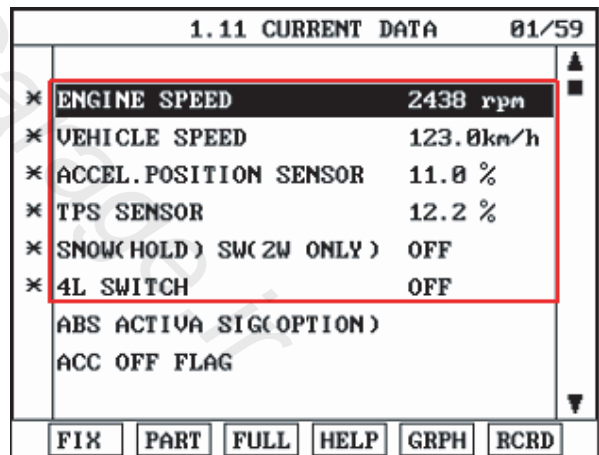 1.11 CURRENT DATA 01/59
* ENGINE SPEED 2438 rpm
* VEHICLE SPEED 123.0km/h
* ACCEL.POSITION SENSOR 11.0 %
* TPS SENSOR 12.2 %
* SNOW(HOLD) SW(2W ONLY) OFF
* 4L SWITCH OFF
ABS ACTIVA SIG(OPTION)
ACC OFF FLAG
FIX PART FULL HELP GRPH RCRD